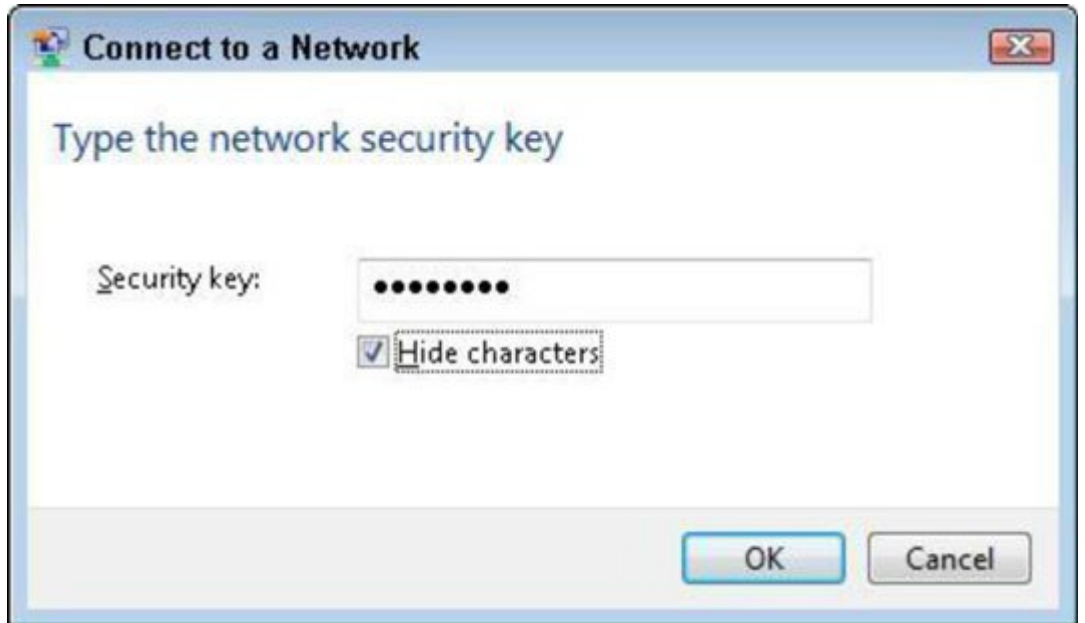 Connect to a Network
Type the network security key
Security key: ••••••••
Hide characters
OK Cancel